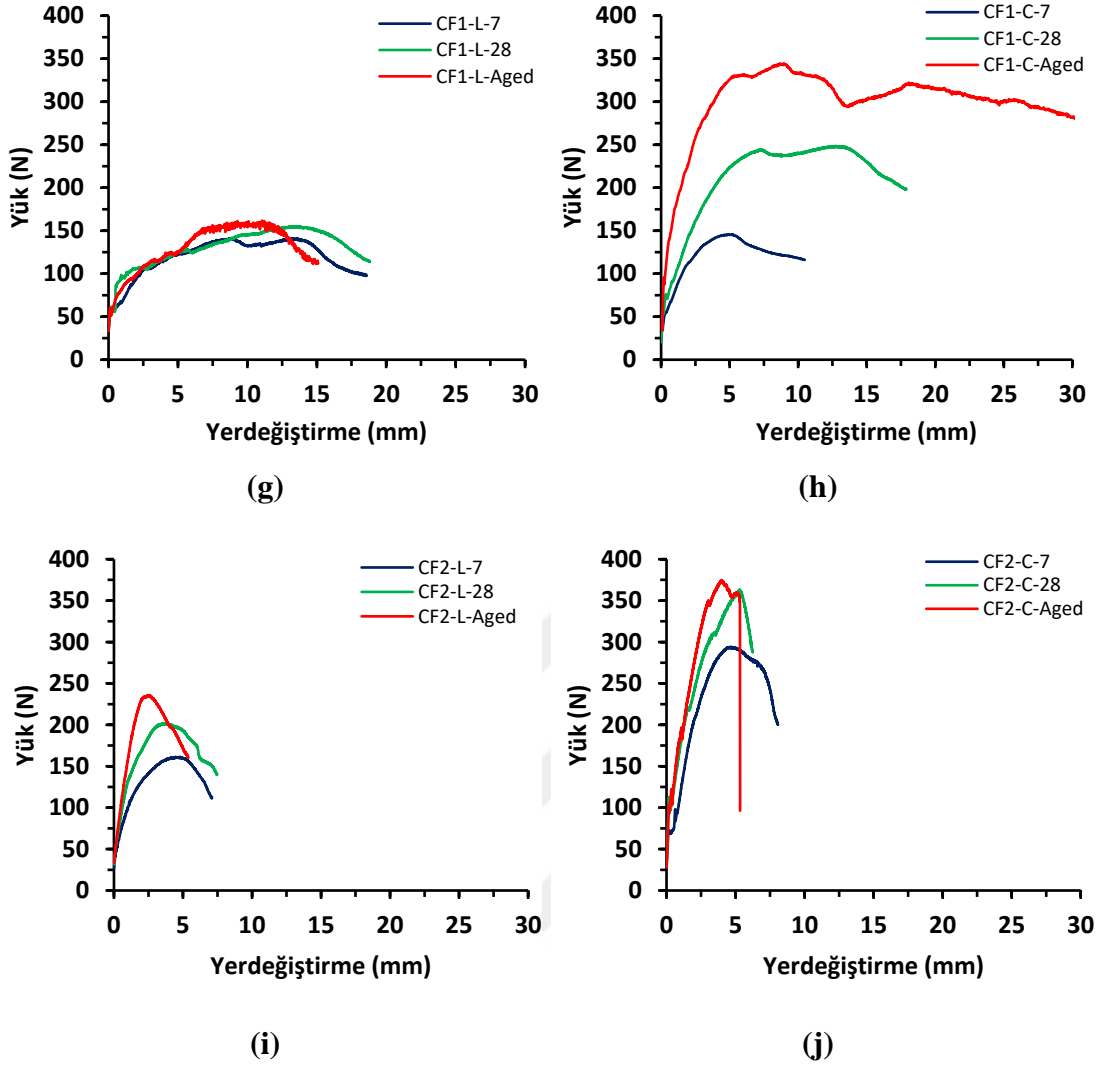 CF1-L-7
CF1-L-28
CF1-L-Aged
400
350
300
250
200
150
100
50
0
Yük (N)
0 5 10 15 20 25 30
Yerdeğiştirme (mm)
(g)
CF1-C-7
CF1-C-28
CF1-C-Aged
400
350
300
250
200
150
100
50
0
Yük (N)
0 5 10 15 20 25 30
Yerdeğiştirme (mm)
(h)
CF2-L-7
CF2-L-28
CF2-L-Aged
400
350
300
250
200
150
100
50
0
Yük (N)
0 5 10 15 20 25 30
Yerdeğiştirme (mm)
(i)
CF2-C-7
CF2-C-28
CF2-C-Aged
400
350
300
250
200
150
100
50
0
Yük (N)
0 5 10 15 20 25 30
Yerdeğiştirme (mm)
(j)